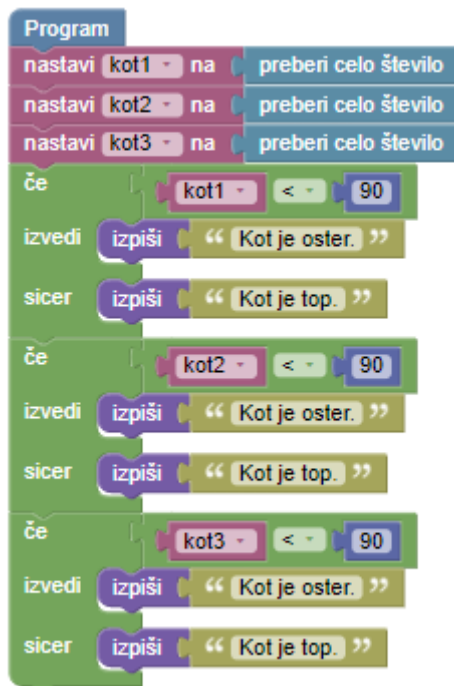 Program
nastavi kot1 na preberi celo število
nastavi kot2 na preberi celo število
nastavi kot3 na preberi celo število
če kot1 < 90
izvedi izpiši “ Kot je oster. ”
sicer izpiši “ Kot je top. ”
če kot2 < 90
izvedi izpiši “ Kot je oster. ”
sicer izpiši “ Kot je top. ”
če kot3 < 90
izvedi izpiši “ Kot je oster. ”
sicer izpiši “ Kot je top. ”